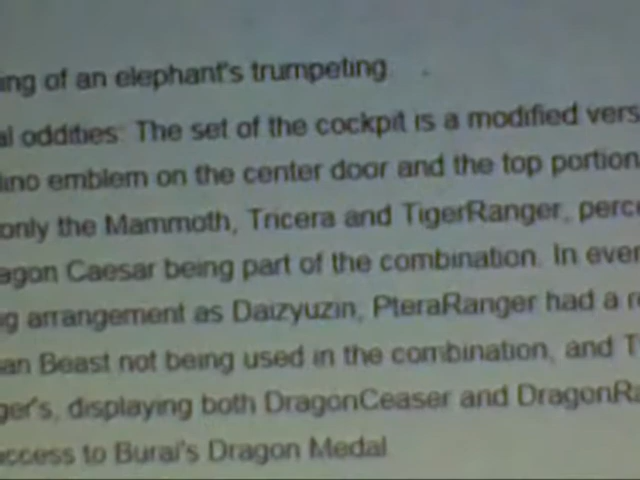 ing of an elephant's trumpeting.
al oddities: The set of the cockpit is a modified vers
lino emblem on the center door and the top portion
only the Mammoth, Tricera and TigerRanger, perce
agon Caesar being part of the combination. In ever
g arrangement as Daizyuzin, PteraRanger had a r
an Beast not being used in the combination, and T
ger's, displaying both DragonCeaser and DragonRa
access to Burai's Dragon Medal